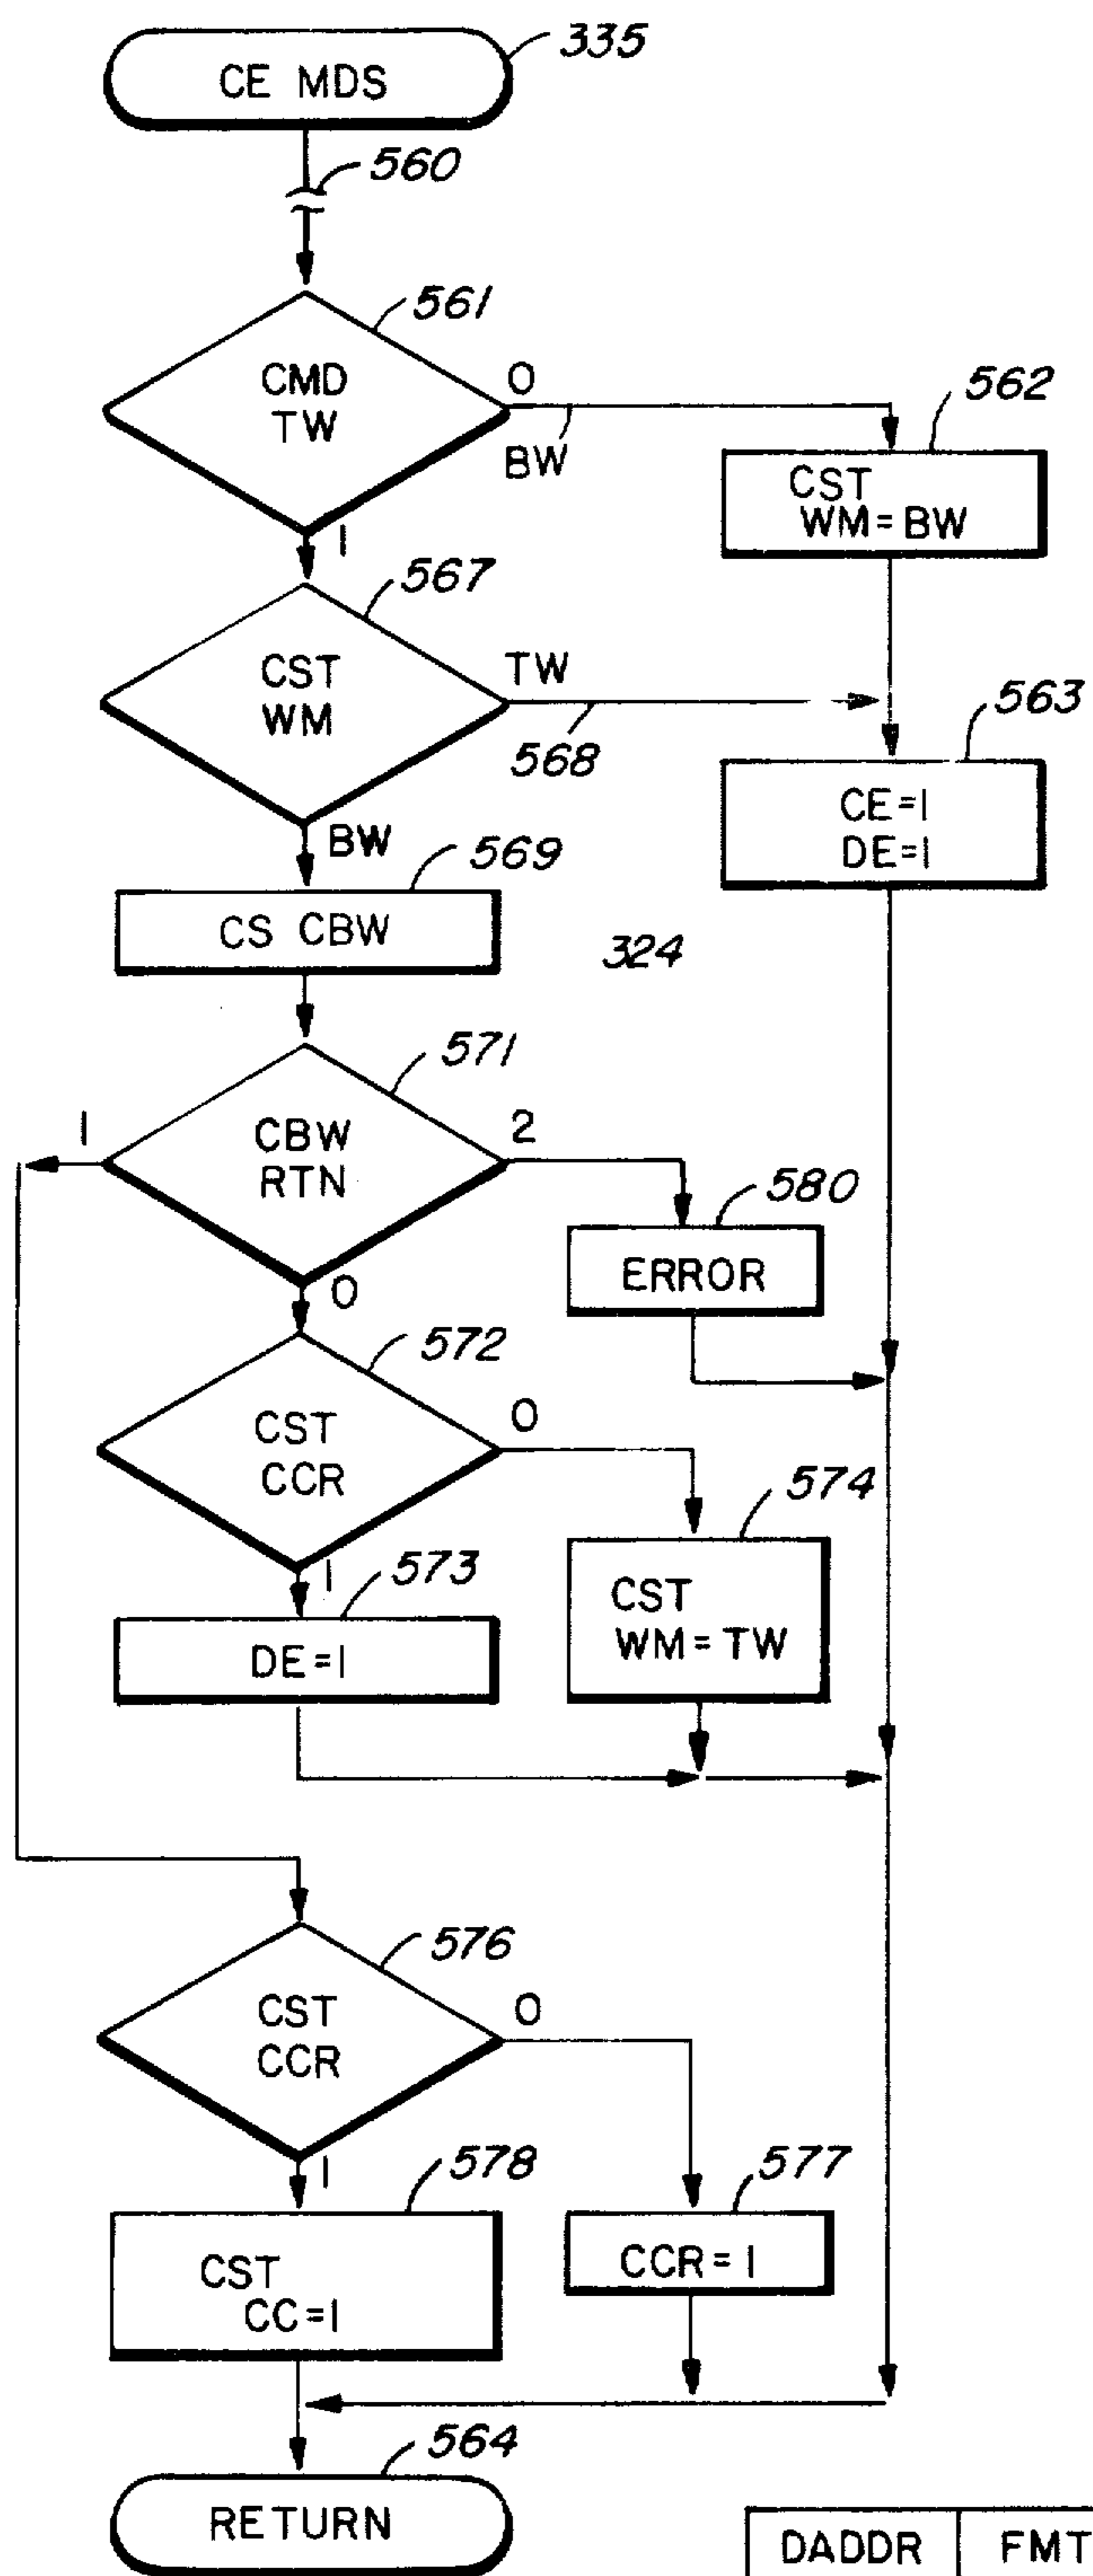 335
CE MDS
560
561
CMD
TW
0
BW
562
CST
WM=BW
1
567
CST
WM
TW
568
563
CE=1
DE=1
BW
569
CS CBW
324
571
1
CBW
RTN
2
580
ERROR
0
572
CST
CCR
0
574
CST
WM=TW
1
573
DE=1
576
CST
CCR
0
1
578
CST
CC=1
577
CCR=1
564
RETURN
DADDR
FMT